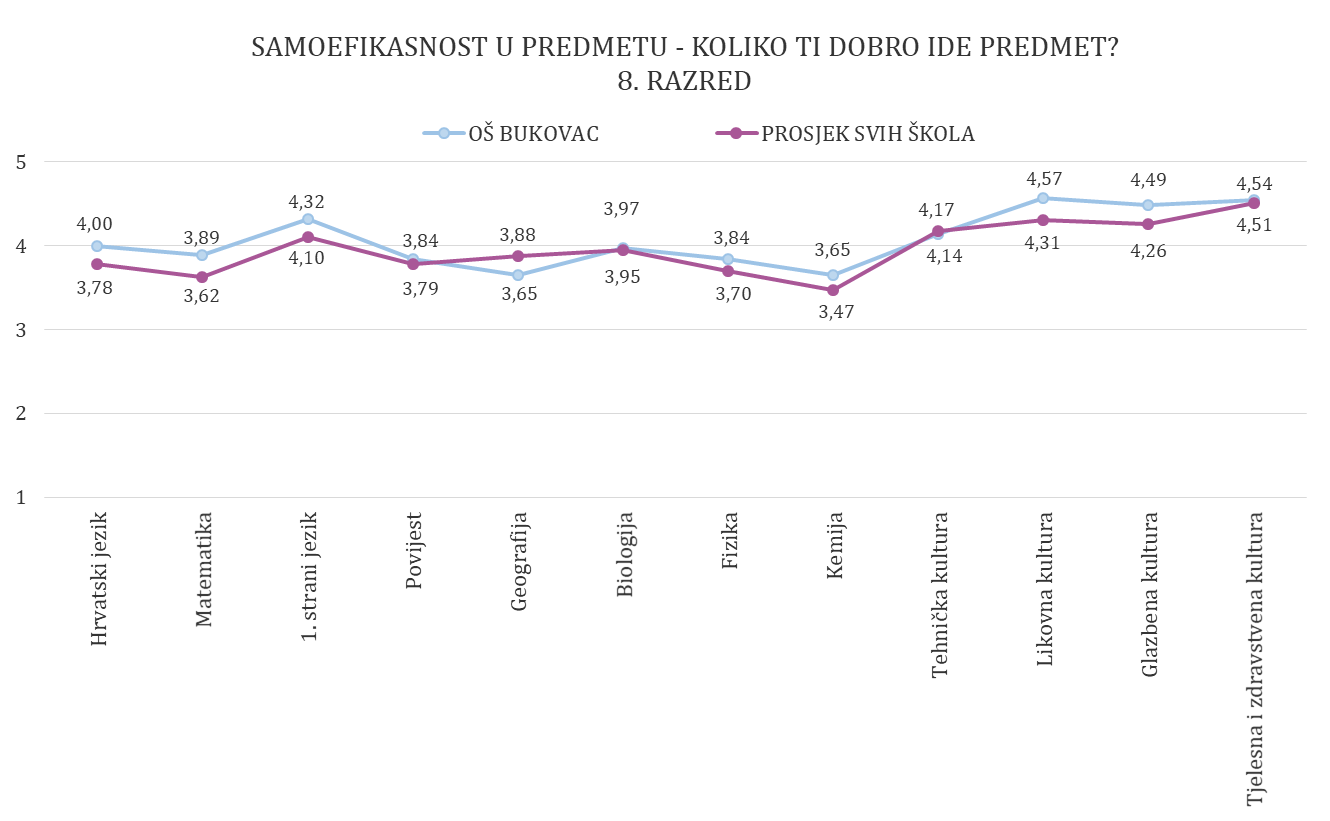 SAMOEFIKASNOST U PREDMETU - KOLIKO TI DOBRO IDE PREDMET?
8. RAZRED
OŠ BUKOVAC
PROSJEK SVIH ŠKOLA
5
4
3
2
1
4,00
3,89
4,32
3,84
3,65
3,97
3,84
3,65
4,14
4,57
4,49
4,54
3,78
3,62
4,10
3,79
3,88
3,95
3,70
3,47
4,17
4,31
4,26
4,51
Hrvatski jezik
Matematika
1. strani jezik
Povijest
Geografija
Biologija
Fizika
Kemija
Tehnička kultura
Likovna kultura
Glazbena kultura
Tjelesna i zdravstvena kultura